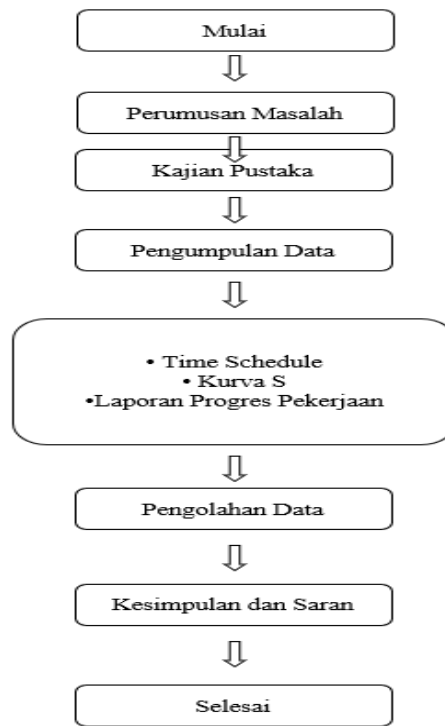 Mulai
Perumusan Masalah
Kajian Pustaka
Pengumpulan Data
• Time Schedule
• Kurva S
•Laporan Progres Pekerjaan
Pengolahan Data
Kesimpulan dan Saran
Selesai